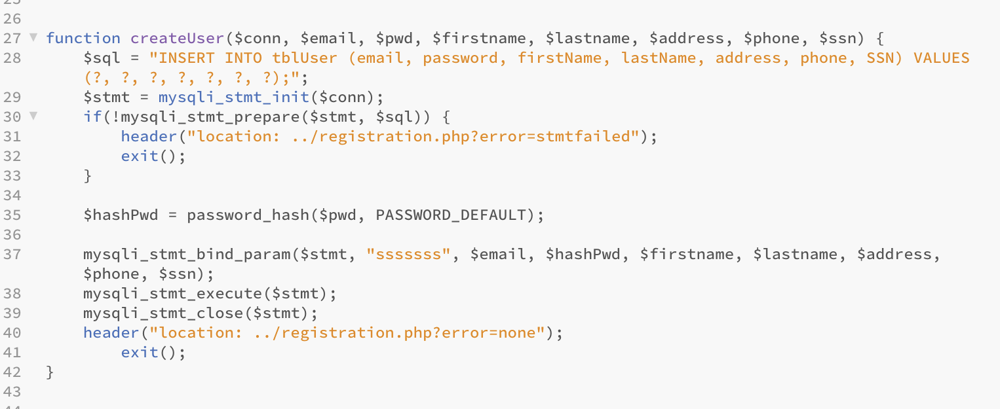 25
26
27 function createUser($conn, $email, $pwd, $firstname, $lastname, $address, $phone, $ssn) {
28 $sql = "INSERT INTO tblUser (email, password, firstName, lastName, address, phone, SSN) VALUES
(?, ?, ?, ?, ?, ?, ?);";
29 $stmt = mysqli_stmt_init($conn);
30 if(!mysqli_stmt_prepare($stmt, $sql)) {
31 header("location: ../registration.php?error=stmtfailed");
32 exit();
33 }
34
35 $hashPwd = password_hash($pwd, PASSWORD_DEFAULT);
36
37 mysqli_stmt_bind_param($stmt, "sssssss", $email, $hashPwd, $firstname, $lastname, $address,
$phone, $ssn);
38 mysqli_stmt_execute($stmt);
39 mysqli_stmt_close($stmt);
40 header("location: ../registration.php?error=none");
41 exit();
42 }
43
44